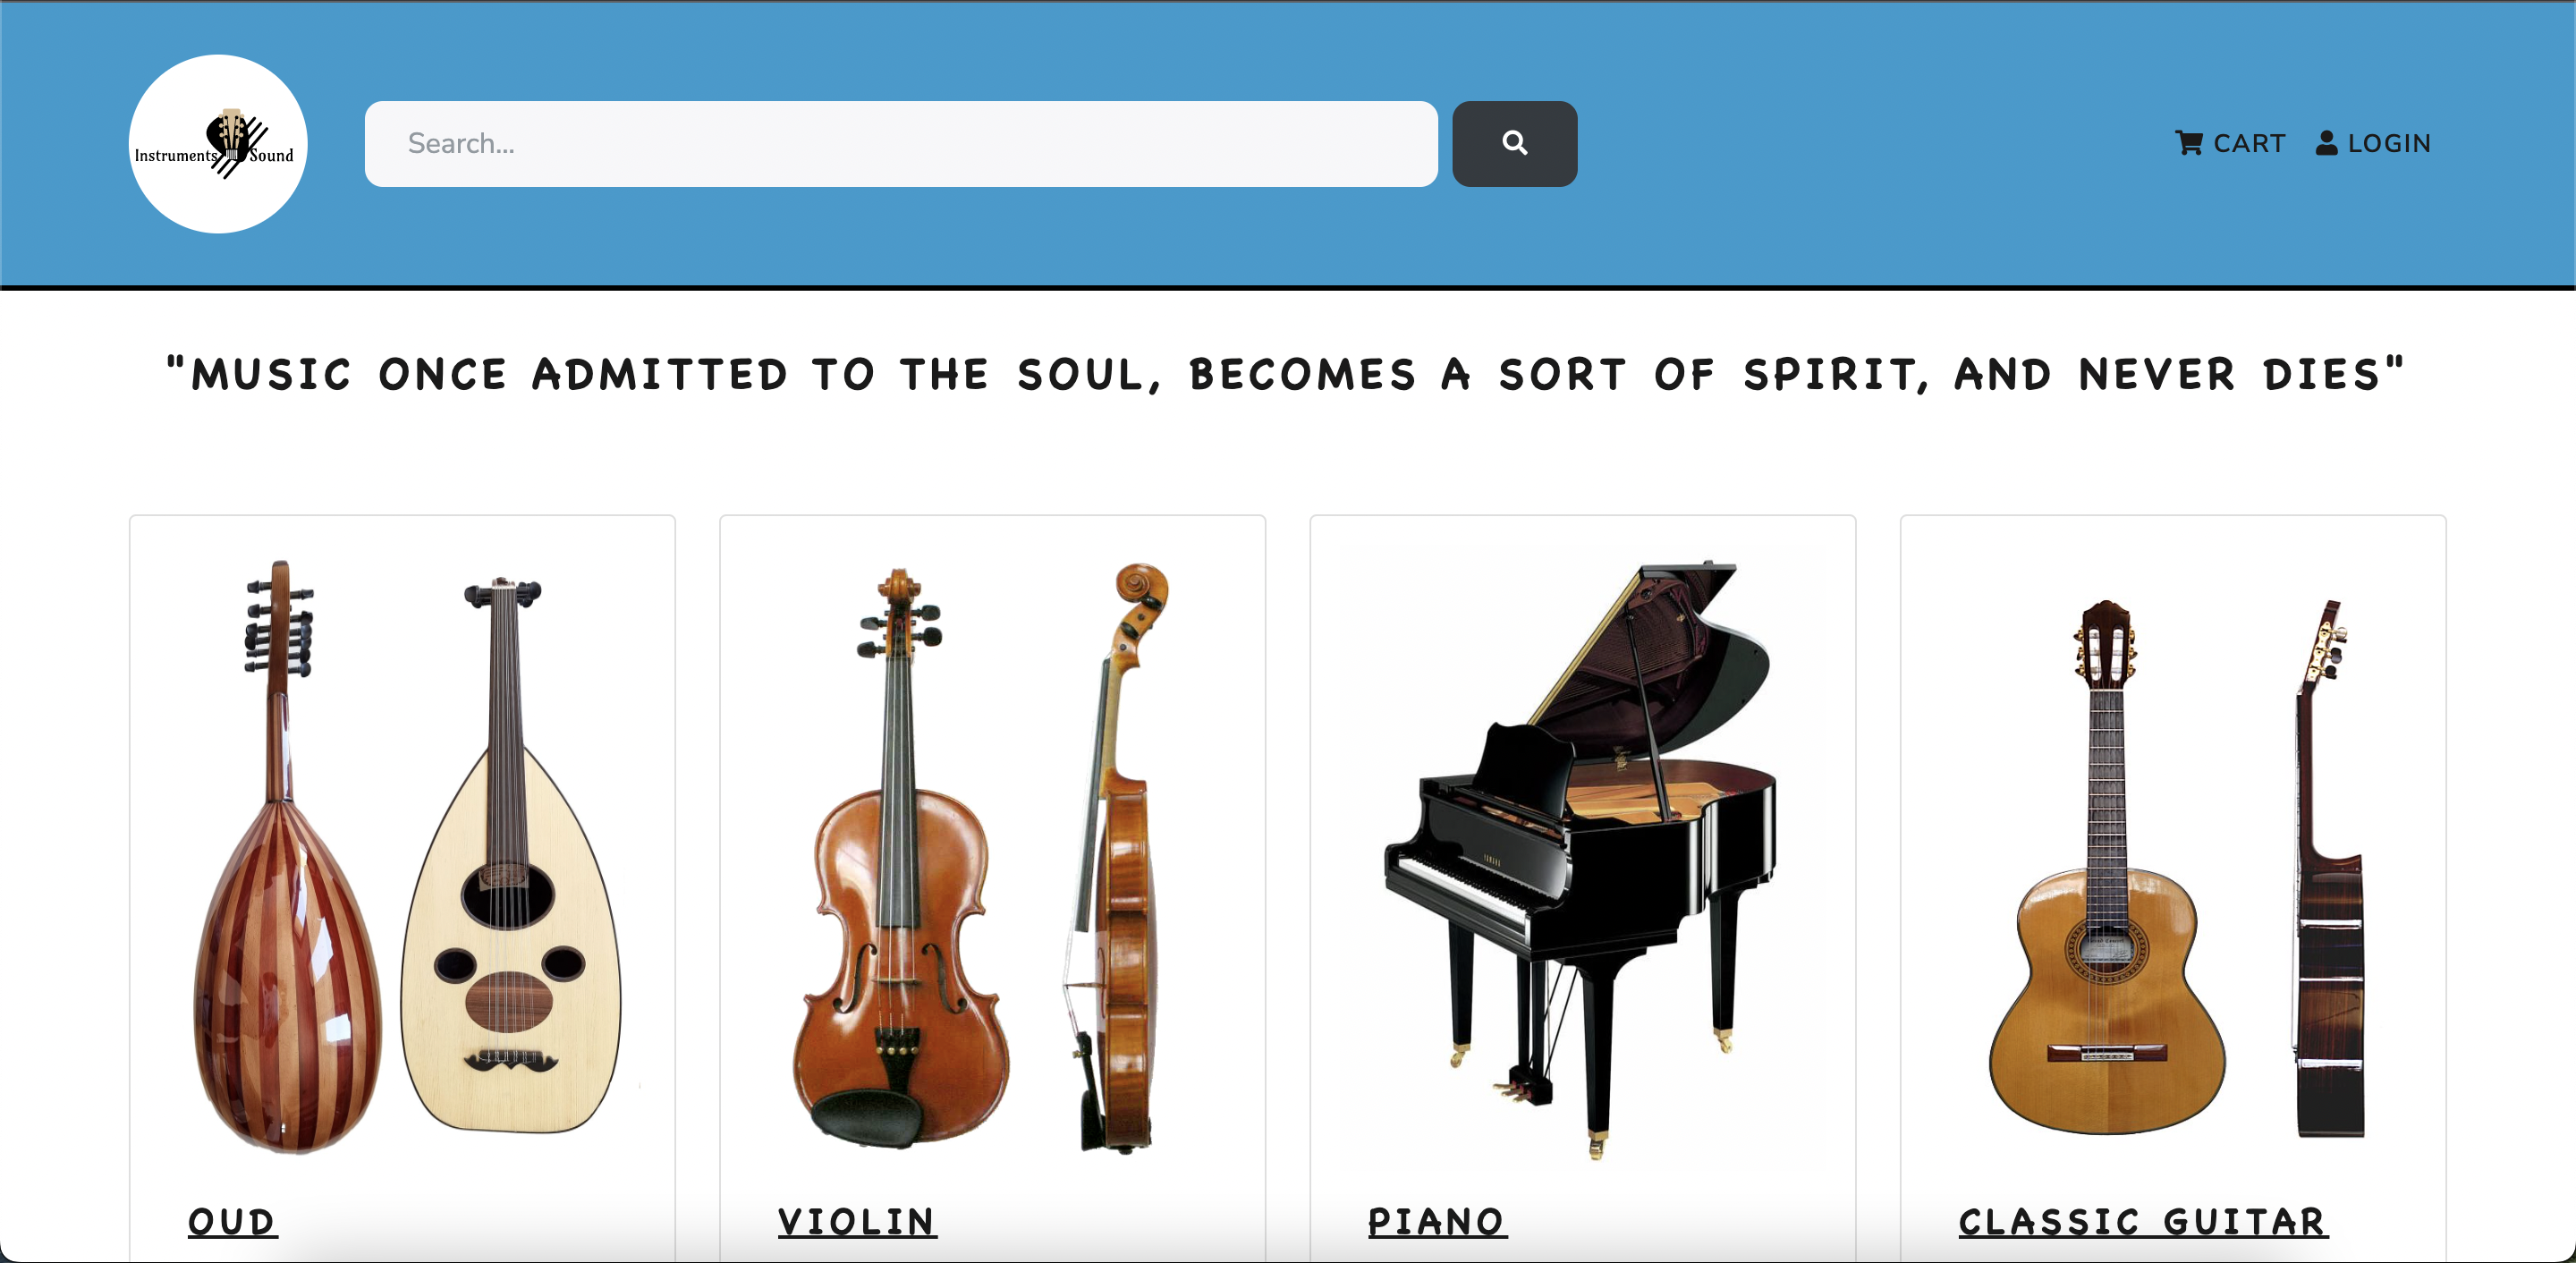 Instruments Sound
Search...
CART LOGIN
"MUSIC ONCE ADMITTED TO THE SOUL, BECOMES A SORT OF SPIRIT, AND NEVER DIES"
YAMAHA
OUD VIOLIN PIANO CLASSIC GUITAR